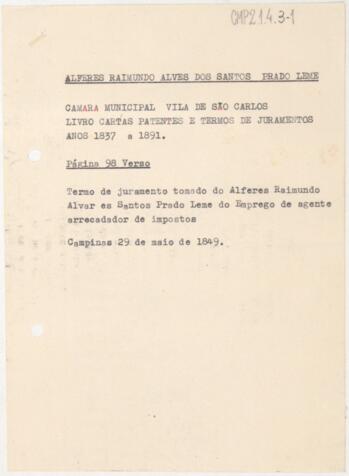 CMP2.1.4.3-1
ALFERES RAIMUNDO ALVES DOS SANTOS PRADO LEME
CAMARA MUNICIPAL VILA DE SÃO CARLOS
LIVRO CARTAS PATENTES E TERMOS DE JURAMENTOS
ANOS 1837 a 1891.
Página 98 Verso
Termo de juramento tomado do Alferes Raimundo
Alvar es Santos Prado Leme do Emprego de agente
arrecadador de impostos
Campinas 29 de maio de 1849.